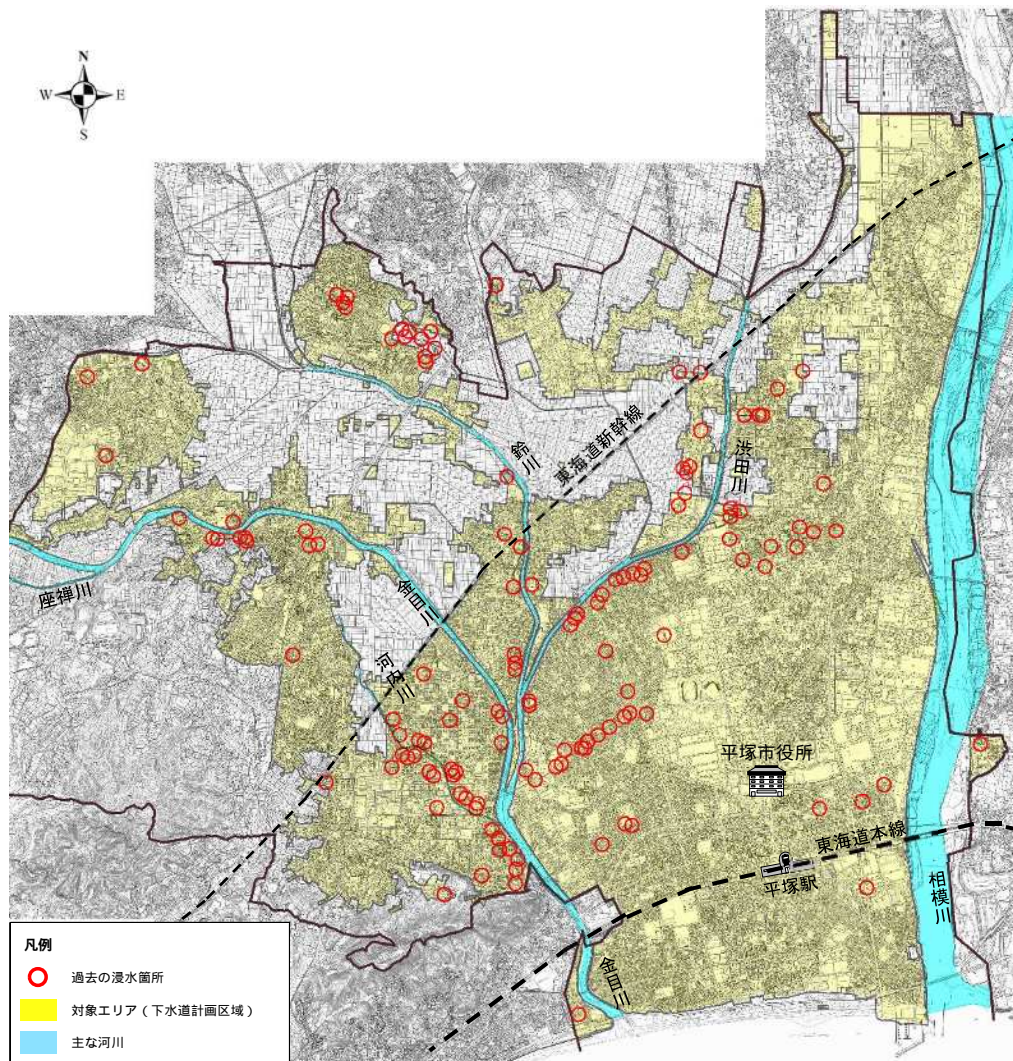 N
W
E
S
鈴川
東海道新幹線
渋田川
座禅川
金目川
河内川
平塚市役所
東海道本線
平塚駅
相模川
金目川
凡例
過去の浸水箇所
対象エリア（下水道計画区域）
主な河川